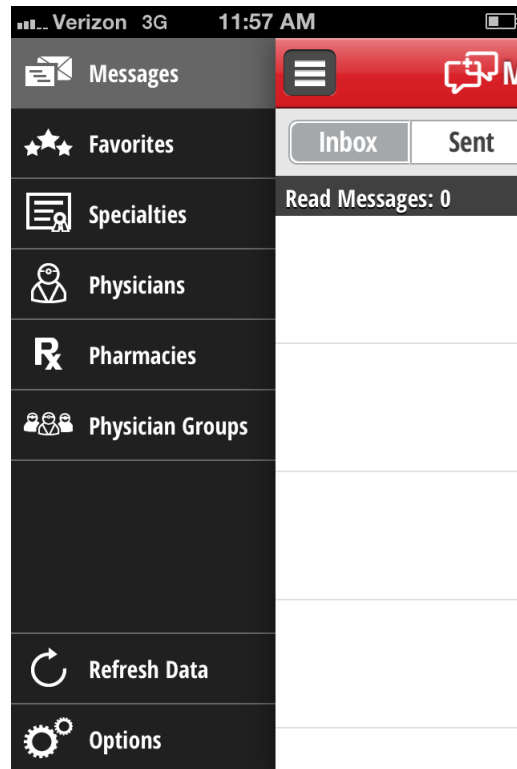 Verizon 3G 11:57 AM
Messages
M
Inbox Sent
Favorites
Specialties
Read Messages: 0
Physicians
Rx Pharmacies
Physician Groups
Refresh Data
Options